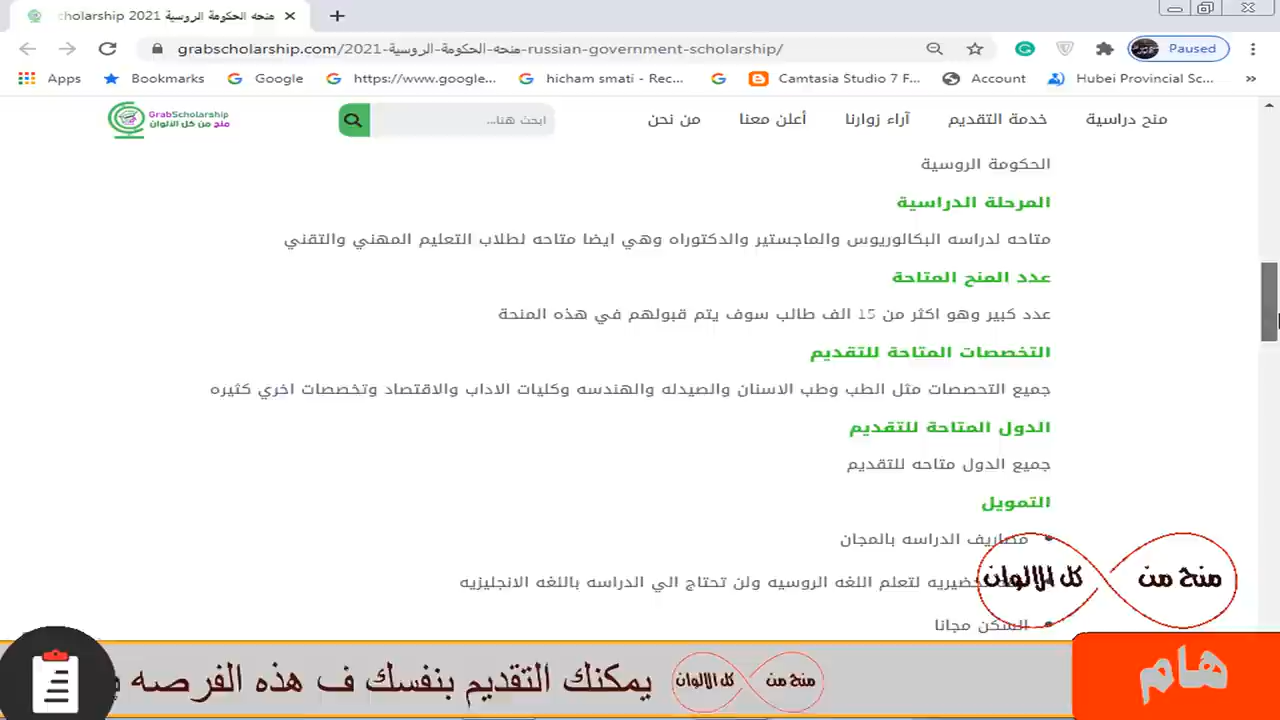 منحه الحكومة الروسية 2021 cholarship
grabscholarship.com/2021-منحه-الحكومة-الروسية-russian-government-scholarship/
Paused
Apps
Bookmarks
Google
https://www.google...
hicham smati - Rec...
Camtasia Studio 7 F...
Account
Hubei Provincial Sc...
»
GrabScholarship
منح من كل الالوان
ابحث هنا...
منح دراسية
خدمة التقديم
آراء زوارنا
أعلن معنا
من نحن
الحكومة الروسية
المرحلة الدراسية
متاحه لدراسه البكالوريوس والماجستير والدكتوراه وهي ايضا متاحه لطلاب التعليم المهني والتقني
عدد المنح المتاحة
عدد كبير وهو اكثر من 15 الف طالب سوف يتم قبولهم في هذه المنحة
التخصصات المتاحة للتقديم
جميع التحصصات مثل الطب وطب الاسنان والصيدله والهندسه وكليات الاداب والاقتصاد وتخصصات اخري كثيره
الدول المتاحة للتقديم
جميع الدول متاحه للتقديم
التمويل
مصاريف الدراسه بالمجان
لتعلم اللغه الروسيه ولن تحتاج الي الدراسه باللغه الانجليزيه
السكن مجانا
منح من كل الالوان
هام
منح من كل الالوان
يمكنك التقديم بنفسك ف هذه الفرصه